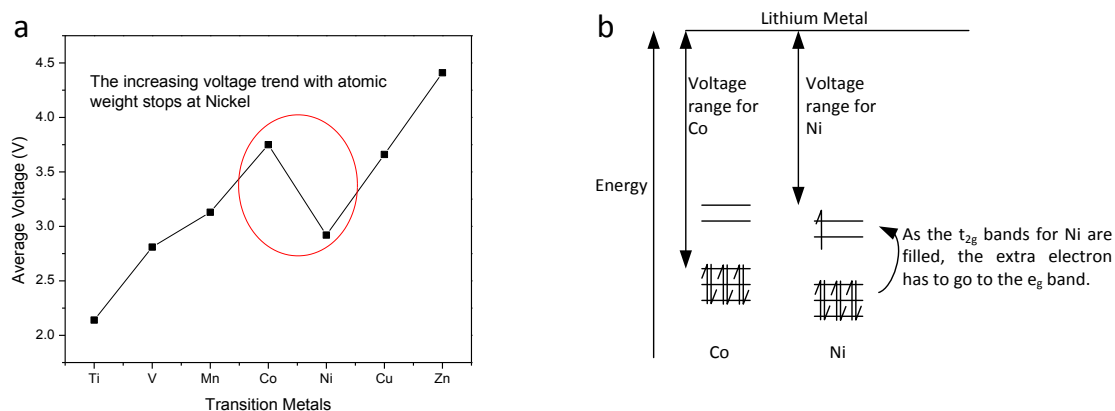 a
The increasing voltage trend with atomic
weight stops at Nickel
4.5
4.0
3.5
3.0
2.5
2.0
Average Voltage (V)
Ti V Mn Co Ni Cu Zn
Transition Metals
b
Lithium Metal
Voltage
range for
Co
Voltage
range for
Ni
Energy
As the t2g bands for Ni are
filled, the extra electron
has to go to the eg band.
Co
Ni